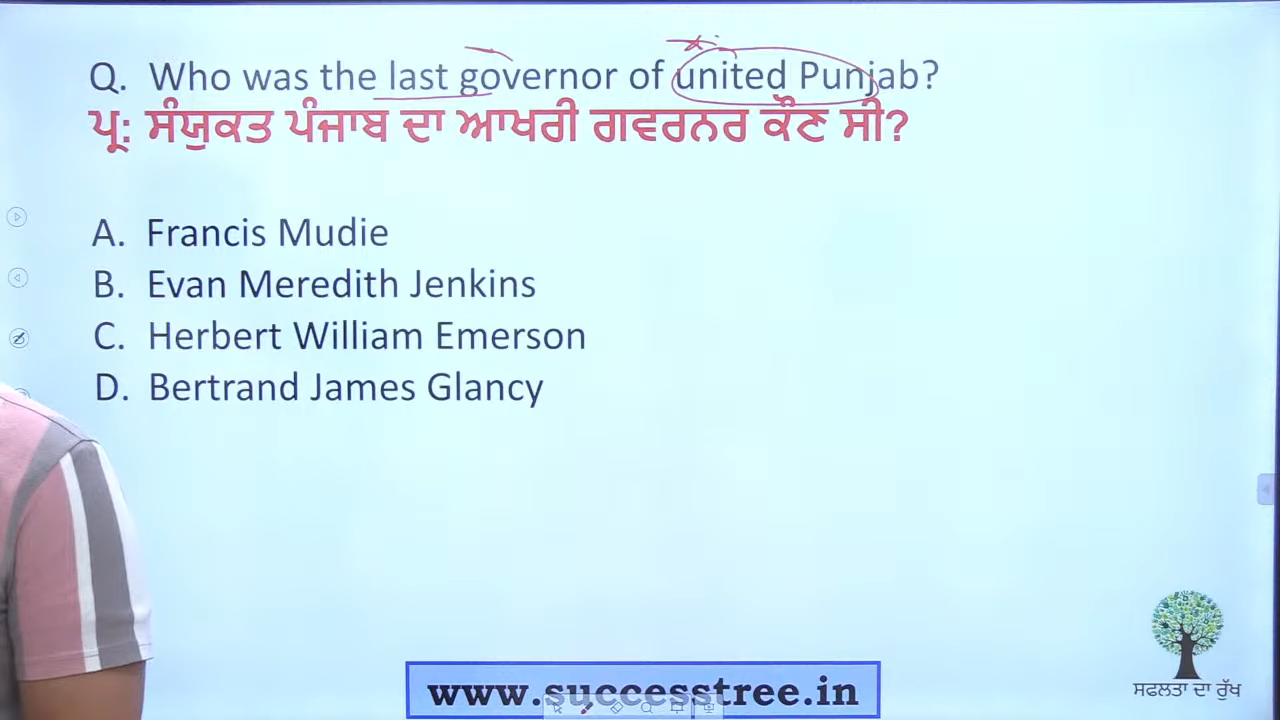 Q. Who was the last governor of united Punjab?
ਪ੍ਰ: ਸੰਯੁਕਤ ਪੰਜਾਬ ਦਾ ਆਖਰੀ ਗਵਰਨਰ ਕੌਣ ਸੀ?
A. Francis Mudie
B. Evan Meredith Jenkins
C. Herbert William Emerson
D. Bertrand James Glancy
www.successtree.in
ਸਫਲਤਾ ਦਾ ਰੁੱਖ